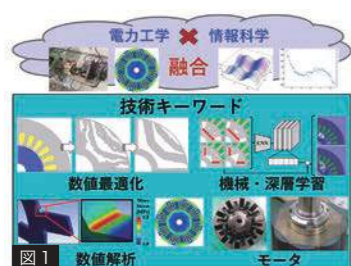 電力工学 ✖ 情報科学
融合
技術キーワード
CNN
数値最適化
機械・深層学習
図1
数値解析
モータ